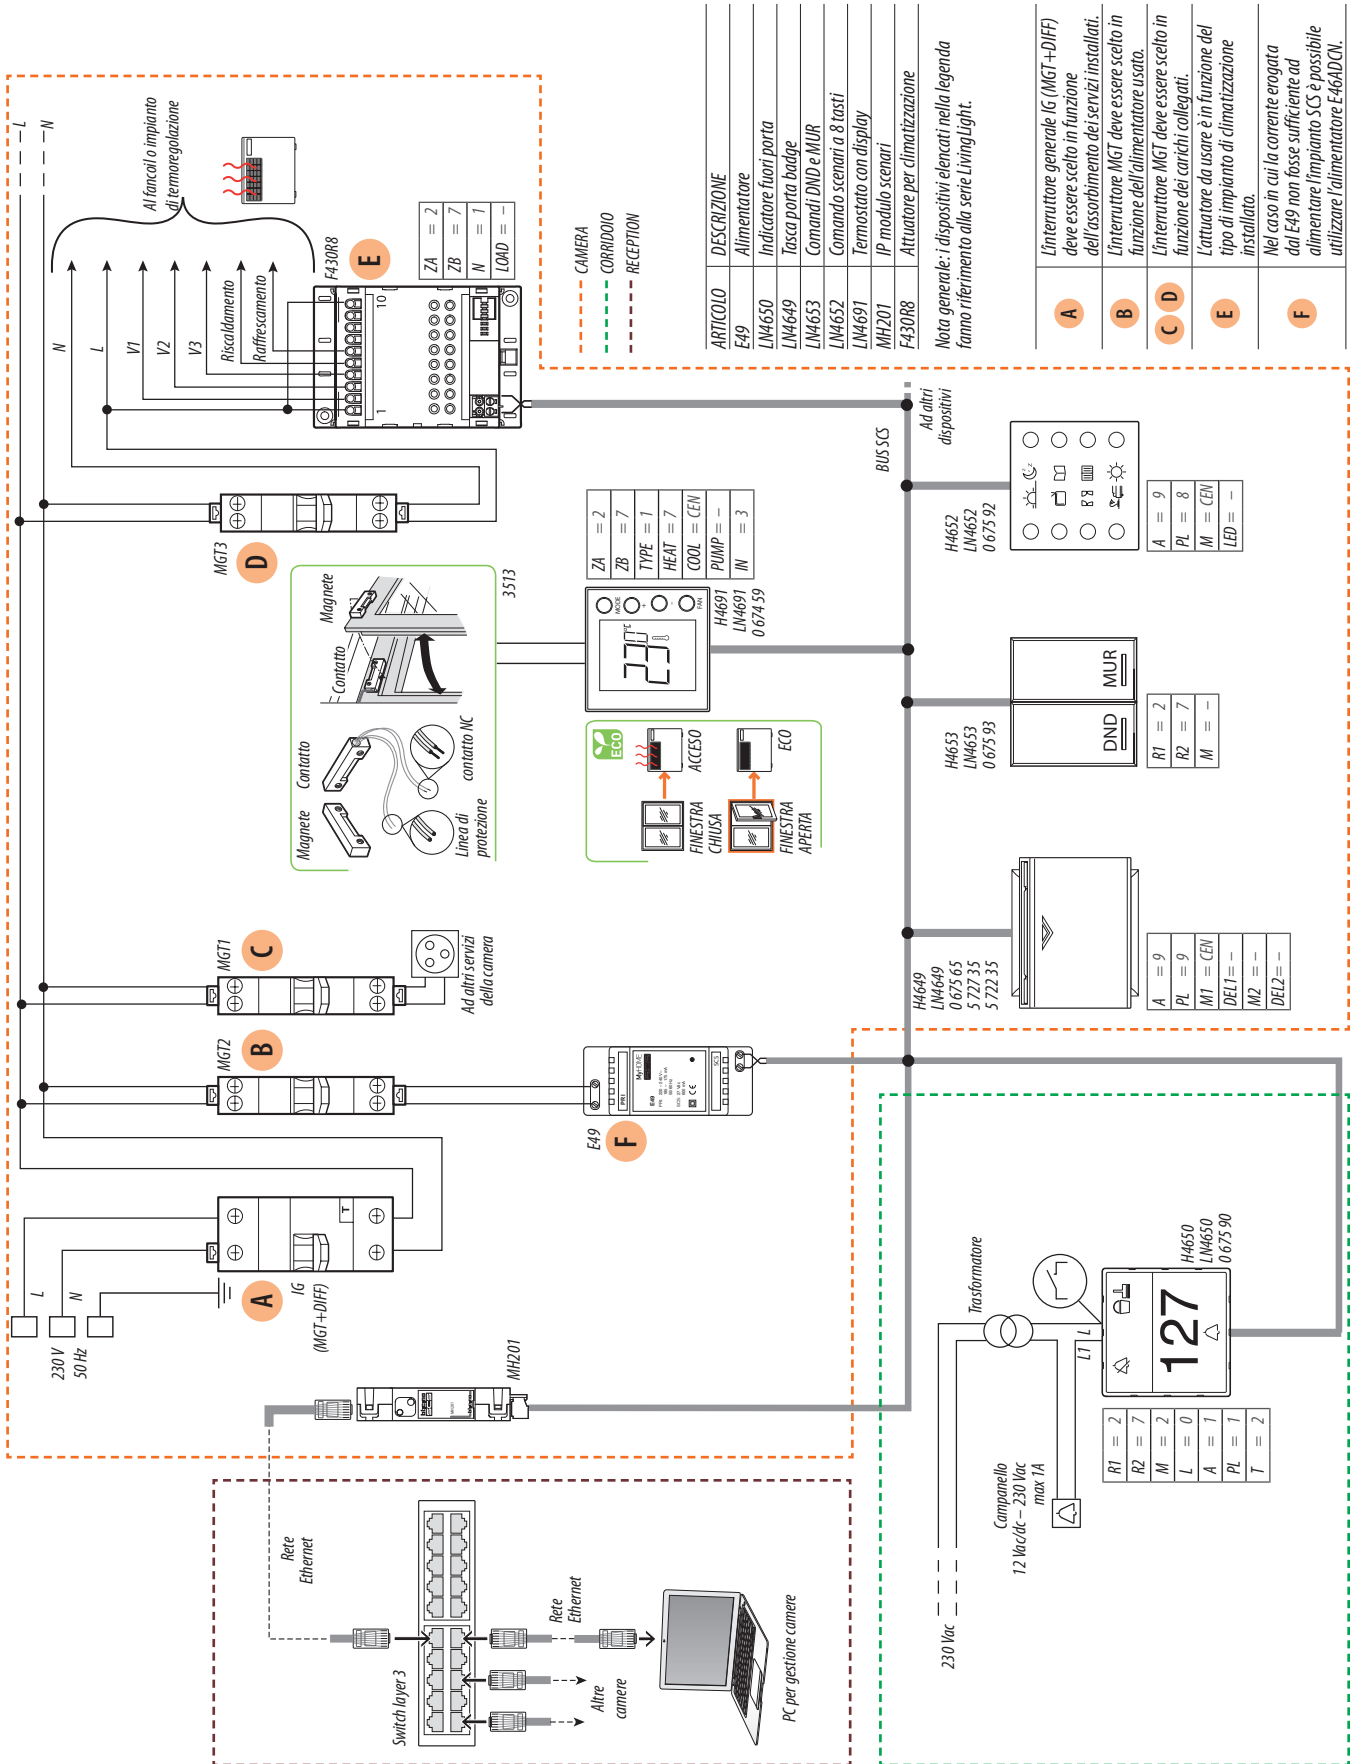 L
N
Al fancoil o impianto
di termoregolazione
N
L
V1
V2
V3
Riscaldamento
Raffrescamento
F430R8
E
1
10
ZA = 2
ZB = 7
N = 1
LOAD = –
CAMERA
CORRIDOIO
RECEPTION
ARTICOLO DESCRIZIONE
E49 Alimentatore
LN4650 Indicatore fuori porta
LN4649 Tasca porta badge
LN4653 Comandi DND e MUR
LN4652 Comando scenari a 8 tasti
LN4691 Termostato con display
MH201 IP modulo scenari
F430R8 Attuatore per climatizzazione
Nota generale: i dispositivi elencati nella legenda
fanno riferimento alla serie LivingLight.
A
L'interruttore generale IG (MGT+DIFF)
deve essere scelto in funzione
dell'assorbimento dei servizi installati.
B
L'interruttore MGT deve essere scelto in
funzione dell'alimentatore usato.
C D
L'interruttore MGT deve essere scelto in
funzione dei carichi collegati.
E
L'attuatore da usare è in funzione del
tipo di impianto di climatizzazione
installato.
F
Nel caso in cui la corrente erogata
dal E49 non fosse sufficiente ad
alimentare l'impianto SCS è possibile
utilizzare l'alimentatore E46ADCN.
MGT3
D
Magnete
Contatto
3513
Magnete
Contatto
contatto NC
Linea di
protezione
ZA = 2
ZB = 7
TYPE = 1
HEAT = 7
COOL = CEN
PUMP = –
IN = 3
MODE
+
-
FAN
23.0°C
H4691
LN4691
0 674 59
ECO
ACCESO
ECO
FINESTRA
CHIUSA
FINESTRA
APERTA
BUS SCS
Ad altri
dispositivi
H4652
LN4652
0 675 92
A = 9
PL = 8
M = CEN
LED = –
H4653
LN4653
0 675 93
DND
MUR
R1 = 2
R2 = 7
M = –
H4649
LN4649
0 675 65
5 727 35
5 722 35
A = 9
PL = 9
M1 = CEN
DEL1 = –
M2 = –
DEL2 = –
MGT1
C
Ad altri servizi
della camera
MGT2
B
E49
F
PRI
MyHOME
E49
SCS
A
IG
(MGT+DIFF)
T
L
N
230 V
50 Hz
MH201
Rete
Ethernet
Switch layer 3
Rete
Ethernet
Altre
camere
PC per gestione camere
Trasformatore
230 Vac
Campanello
12 Vac/dc – 230 Vac
max 1A
L1 L
127
H4650
LN4650
0 675 90
R1 = 2
R2 = 7
M = 2
L = 0
A = 1
PL = 1
T = 2